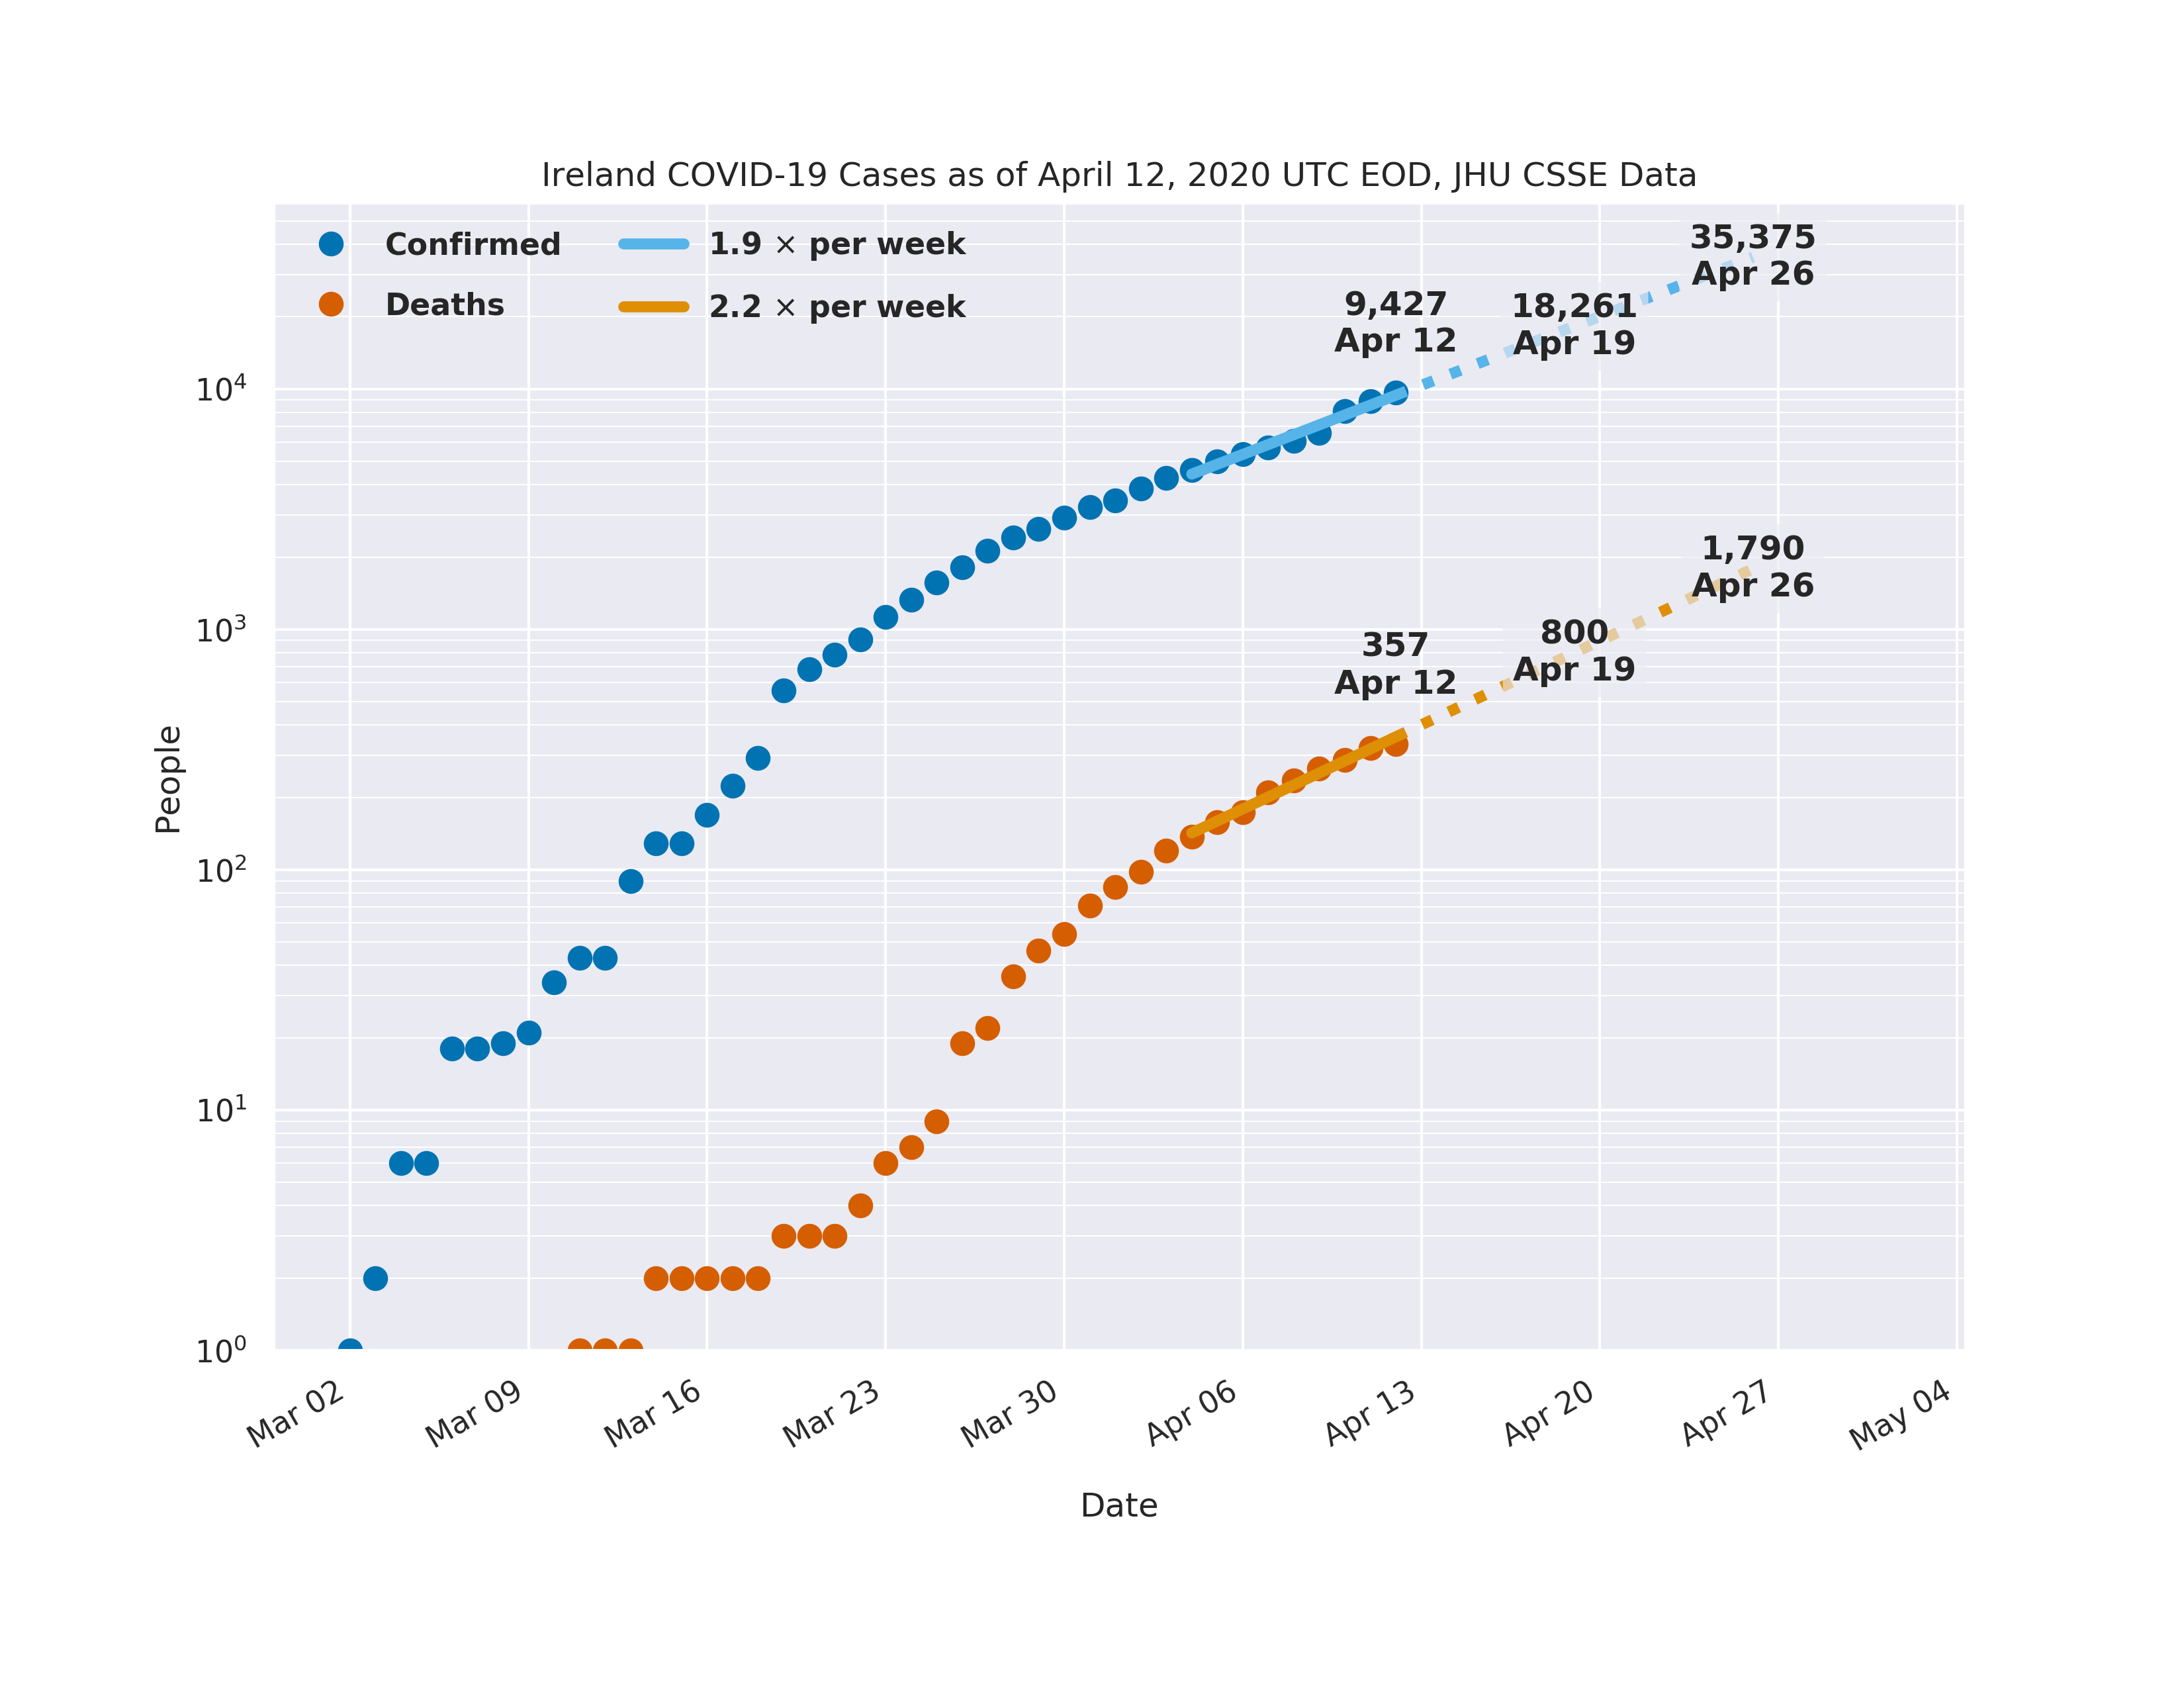 Ireland COVID-19 Cases as of April 12, 2020 UTC EOD, JHU CSSE Data
Confirmed
Deaths
1.9 × per week
2.2 × per week
35,375
Apr 26
9,427
Apr 12
18,261
Apr 19
1,790
Apr 26
800
Apr 19
357
Apr 12
People
10⁴
10³
10²
10¹
10⁰
Mar 02
Mar 09
Mar 16
Mar 23
Mar 30
Apr 06
Apr 13
Apr 20
Apr 27
May 04
Date